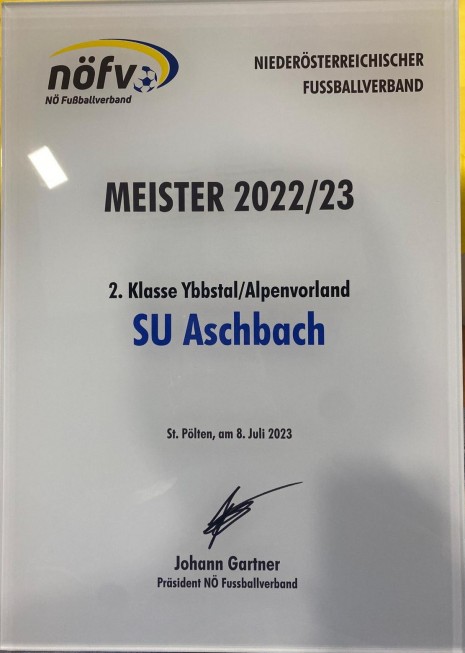 nöfv
NÖ Fußballverband
NIEDERÖSTERREICHISCHER
FUSSBALLVERBAND
MEISTER 2022/23
2. Klasse Ybbstal/Alpenvorland
SU Aschbach
St. Pölten, am 8. Juli 2023
Johann Gartner
Präsident NÖ Fussballverband